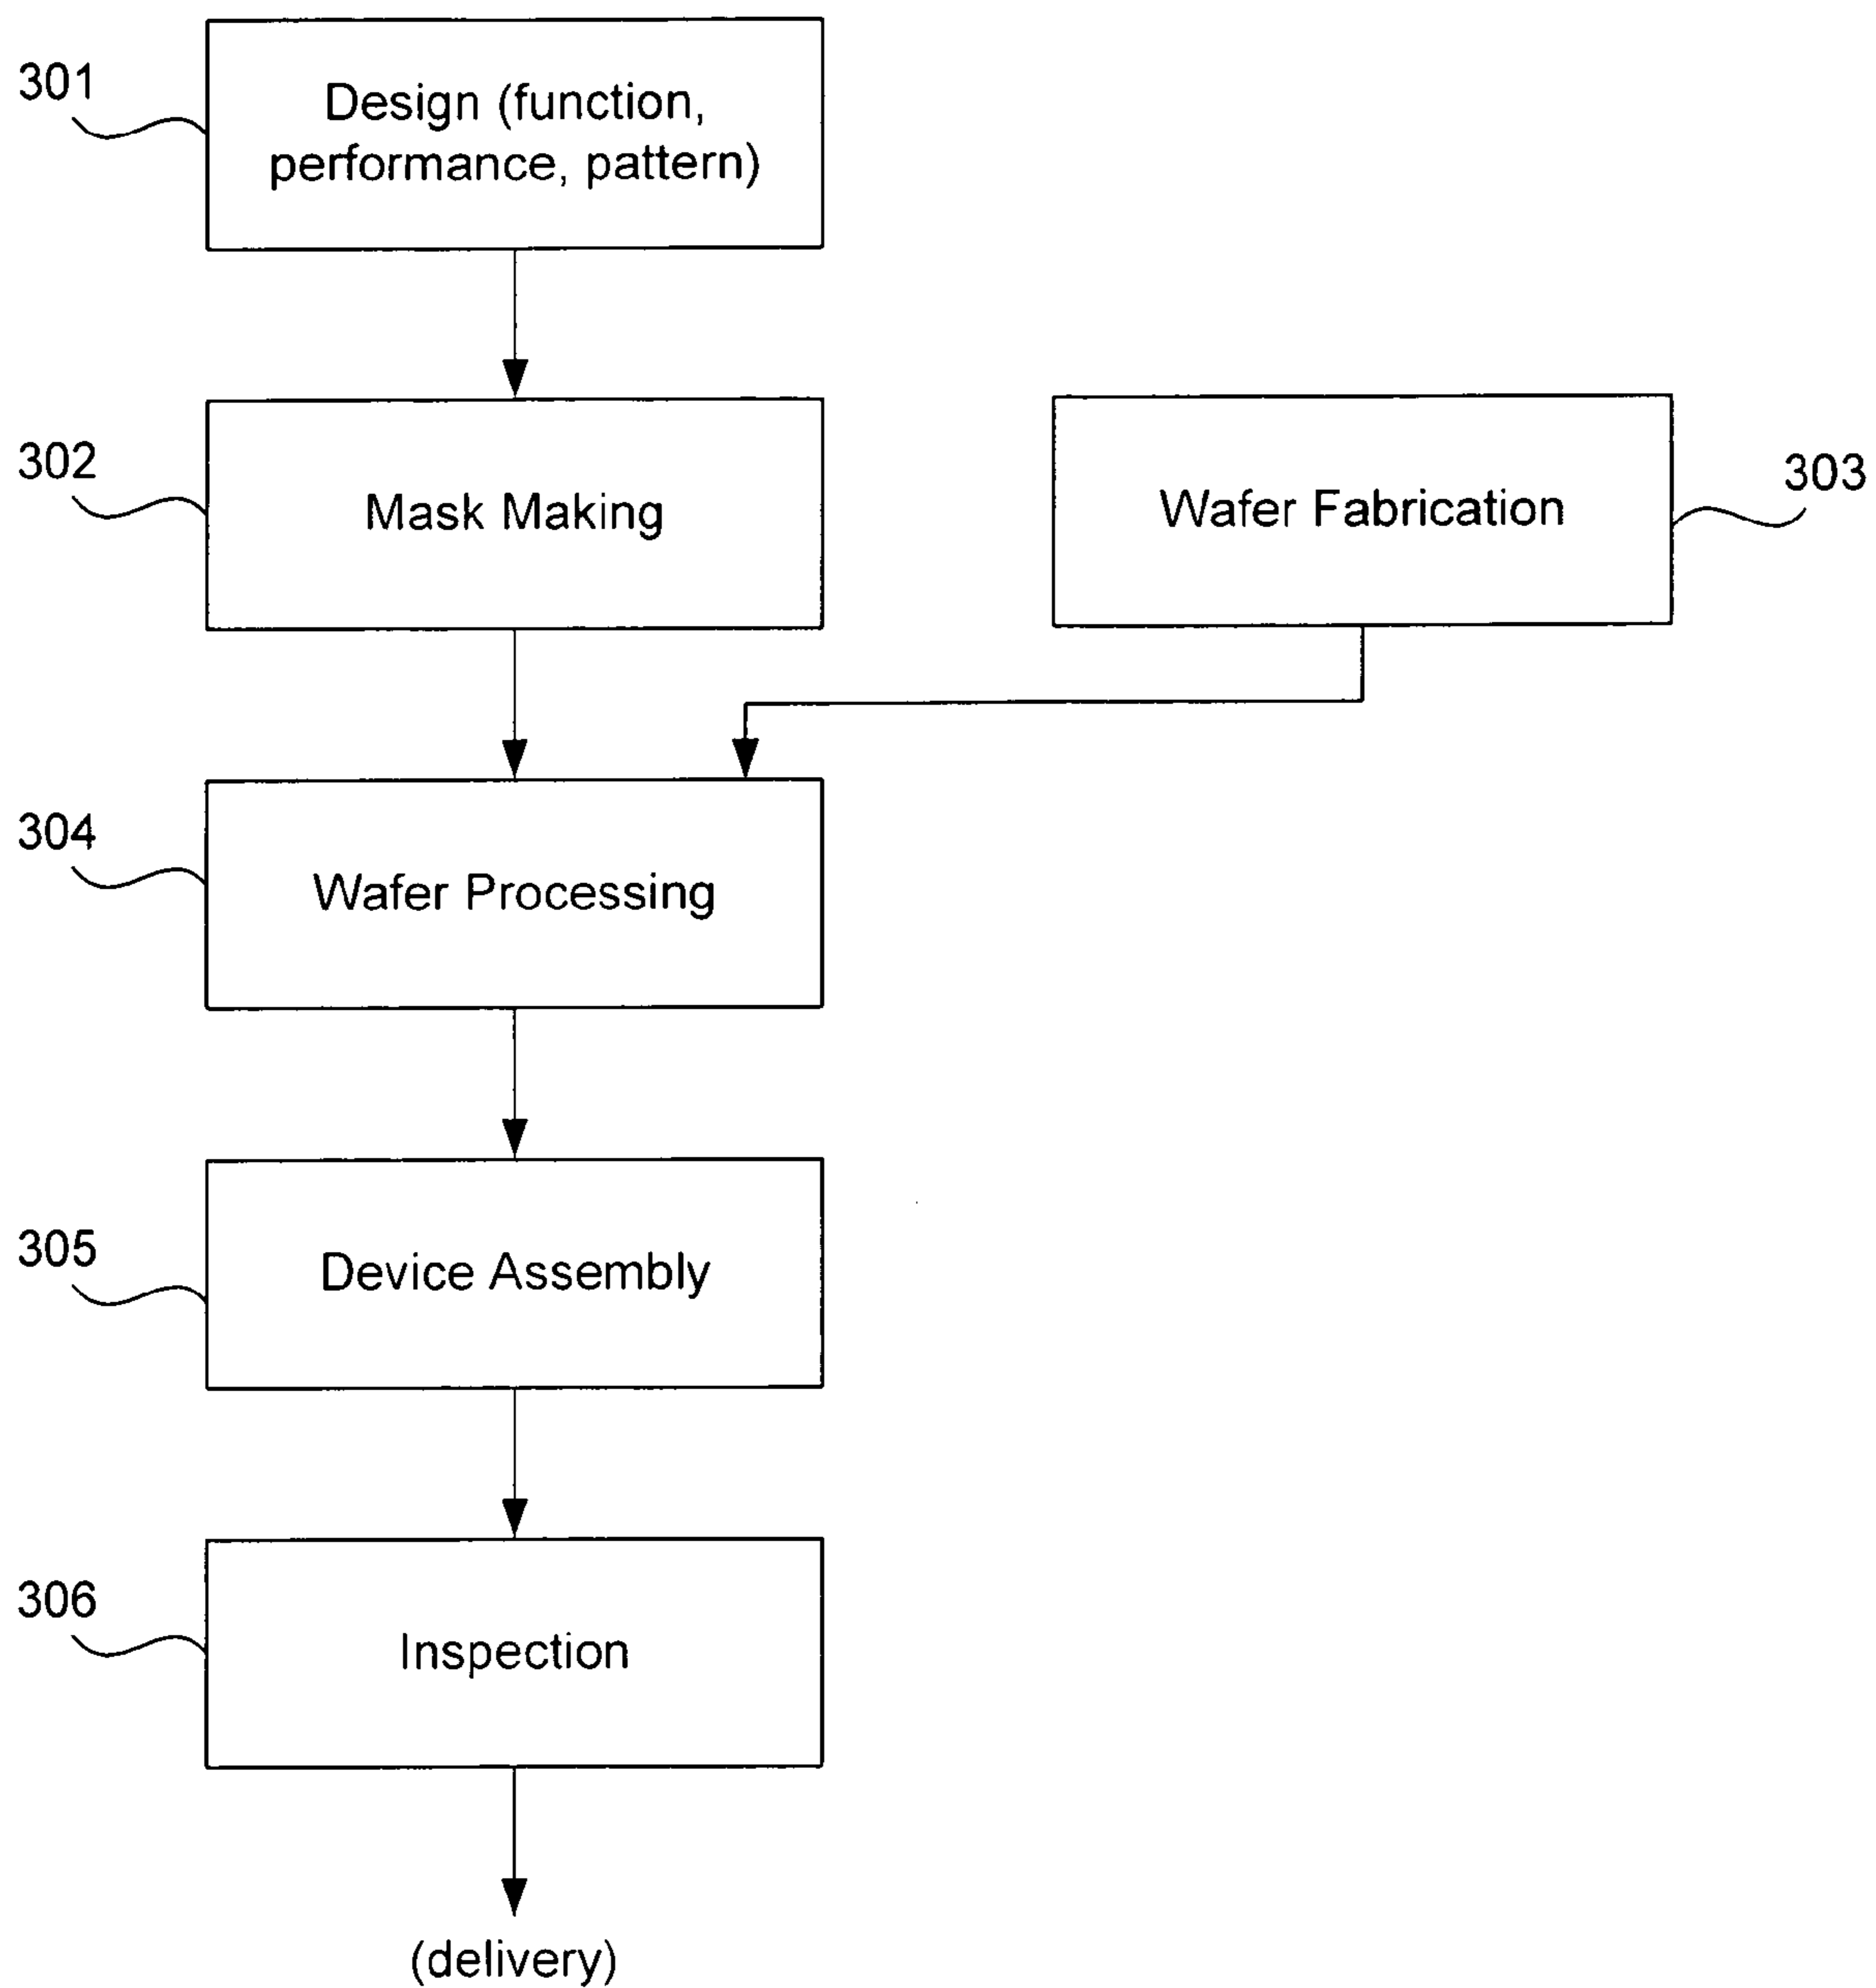 301
Design (function,
performance, pattern)
302
Mask Making
Wafer Fabrication
303
304
Wafer Processing
305
Device Assembly
306
Inspection
(delivery)